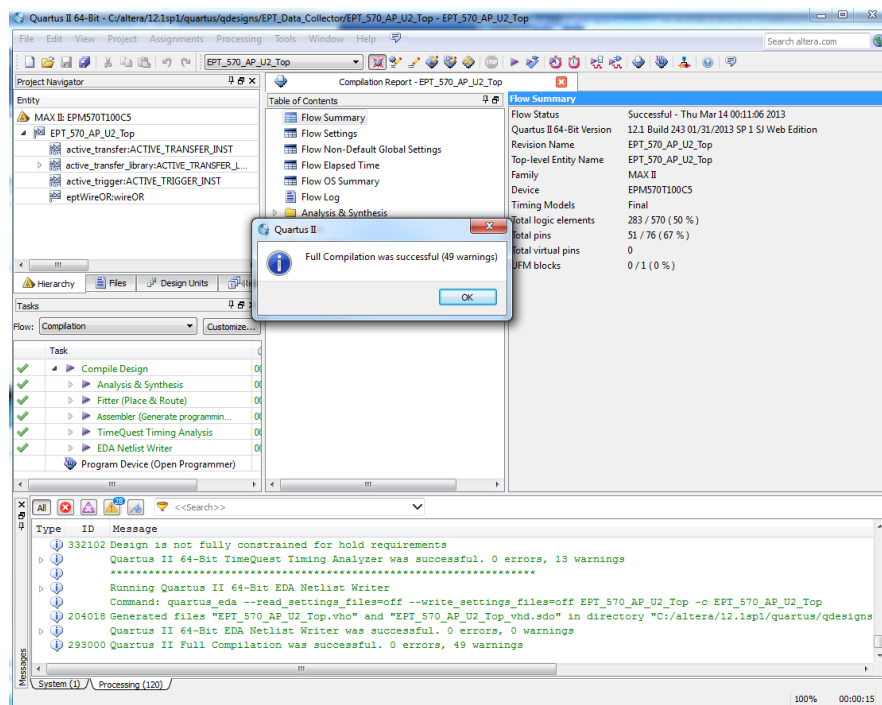 Quartus II 64-Bit - C:/altera/12.1sp1/quartus/qdesigns/EPT_Data_Collector/EPT_570_AP_U2_Top - EPT_570_AP_U2_Top
File Edit View Project Assignments Processing Tools Window Help
Search altera.com
EPT_570_AP_U2_Top
Project Navigator
Entity
MAX II: EPM570T100C5
EPT_570_AP_U2_Top
active_transfer:ACTIVE_TRANSFER_INST
active_transfer_library:ACTIVE_TRANSFER_L...
active_trigger:ACTIVE_TRIGGER_INST
eptWireOR:wireOR
Hierarchy
Files
Design Units
Tasks
Flow: Compilation
Customize...
Task
Compile Design
Analysis & Synthesis
Fitter (Place & Route)
Assembler (Generate programmin...
TimeQuest Timing Analysis
EDA Netlist Writer
Program Device (Open Programmer)
Compilation Report - EPT_570_AP_U2_Top
Table of Contents
Flow Summary
Flow Settings
Flow Non-Default Global Settings
Flow Elapsed Time
Flow OS Summary
Flow Log
Analysis & Synthesis
Flow Summary
Flow Status Successful - Thu Mar 14 00:11:06 2013
Quartus II 64-Bit Version 12.1 Build 243 01/31/2013 SP 1 SJ Web Edition
Revision Name EPT_570_AP_U2_Top
Top-level Entity Name EPT_570_AP_U2_Top
Family MAX II
Device EPM570T100C5
Timing Models Final
Total logic elements 283 / 570 ( 50 % )
Total pins 51 / 76 ( 67 % )
Total virtual pins 0
UFM blocks 0 / 1 ( 0 % )
Quartus II
Full Compilation was successful (49 warnings)
OK
All
<<Search>>
Type ID Message
332102 Design is not fully constrained for hold requirements
Quartus II 64-Bit TimeQuest Timing Analyzer was successful. 0 errors, 13 warnings
*******************************************************************
Running Quartus II 64-Bit EDA Netlist Writer
Command: quartus_eda --read_settings_files=off --write_settings_files=off EPT_570_AP_U2_Top -c EPT_570_AP_U2_Top
204018 Generated files "EPT_570_AP_U2_Top.vho" and "EPT_570_AP_U2_Top_vhd.sdo" in directory "C:/altera/12.1sp1/quartus/qdesigns
Quartus II 64-Bit EDA Netlist Writer was successful. 0 errors, 0 warnings
293000 Quartus II Full Compilation was successful. 0 errors, 49 warnings
Messages
System (1)
Processing (120)
100% 00:00:15